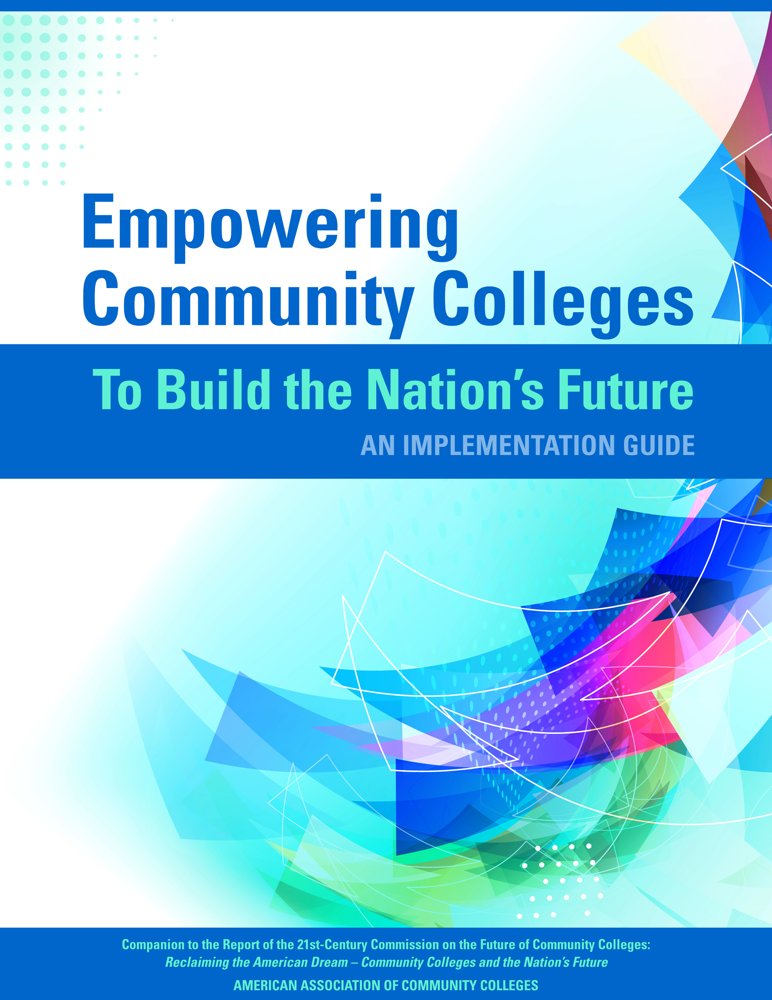 Empowering
Community Colleges
To Build the Nation’s Future
AN IMPLEMENTATION GUIDE
Companion to the Report of the 21st-Century Commission on the Future of Community Colleges:
Reclaiming the American Dream – Community Colleges and the Nation’s Future
AMERICAN ASSOCIATION OF COMMUNITY COLLEGES